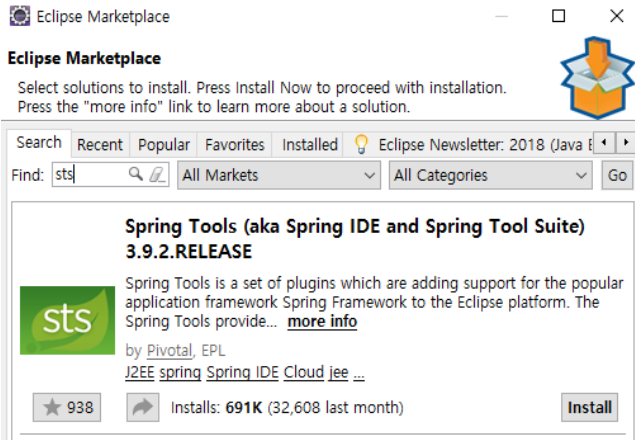 Eclipse Marketplace
Eclipse Marketplace
Select solutions to install. Press Install Now to proceed with installation.
Press the "more info" link to learn more about a solution.
Search Recent Popular Favorites Installed Eclipse Newsletter: 2018 (Java E
Find: sts All Markets All Categories Go
Spring Tools (aka Spring IDE and Spring Tool Suite)
3.9.2.RELEASE
Spring Tools is a set of plugins which are adding support for the popular
application framework Spring Framework to the Eclipse platform. The
Spring Tools provide... more info
sts
by Pivotal, EPL
J2EE spring Spring IDE Cloud jee ...
938 Installs: 691K (32,608 last month) Install